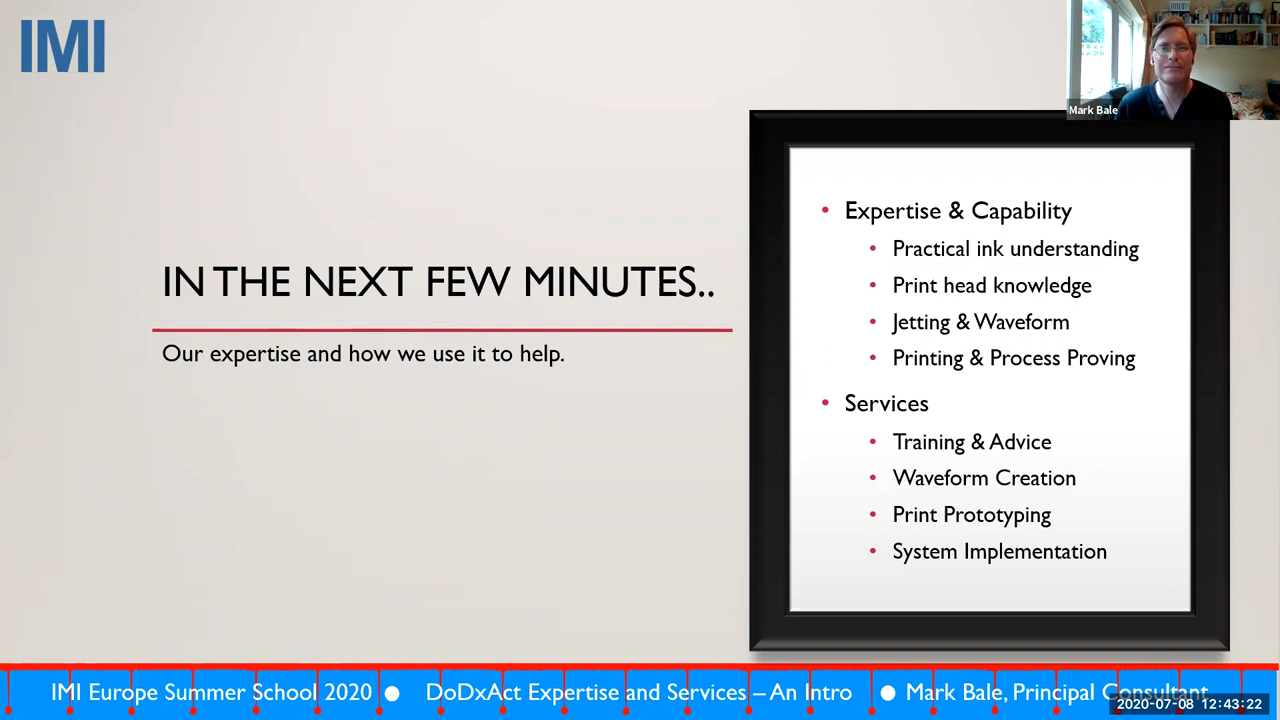 IMI
Mark Bale
IN THE NEXT FEW MINUTES..
Our expertise and how we use it to help.
• Expertise & Capability
• Practical ink understanding
• Print head knowledge
• Jetting & Waveform
• Printing & Process Proving
• Services
• Training & Advice
• Waveform Creation
• Print Prototyping
• System Implementation
IMI Europe Summer School 2020 ● DoDxAct Expertise and Services – An Intro ● Mark Bale, Principal Consultant
2020-07-08 12:43:22